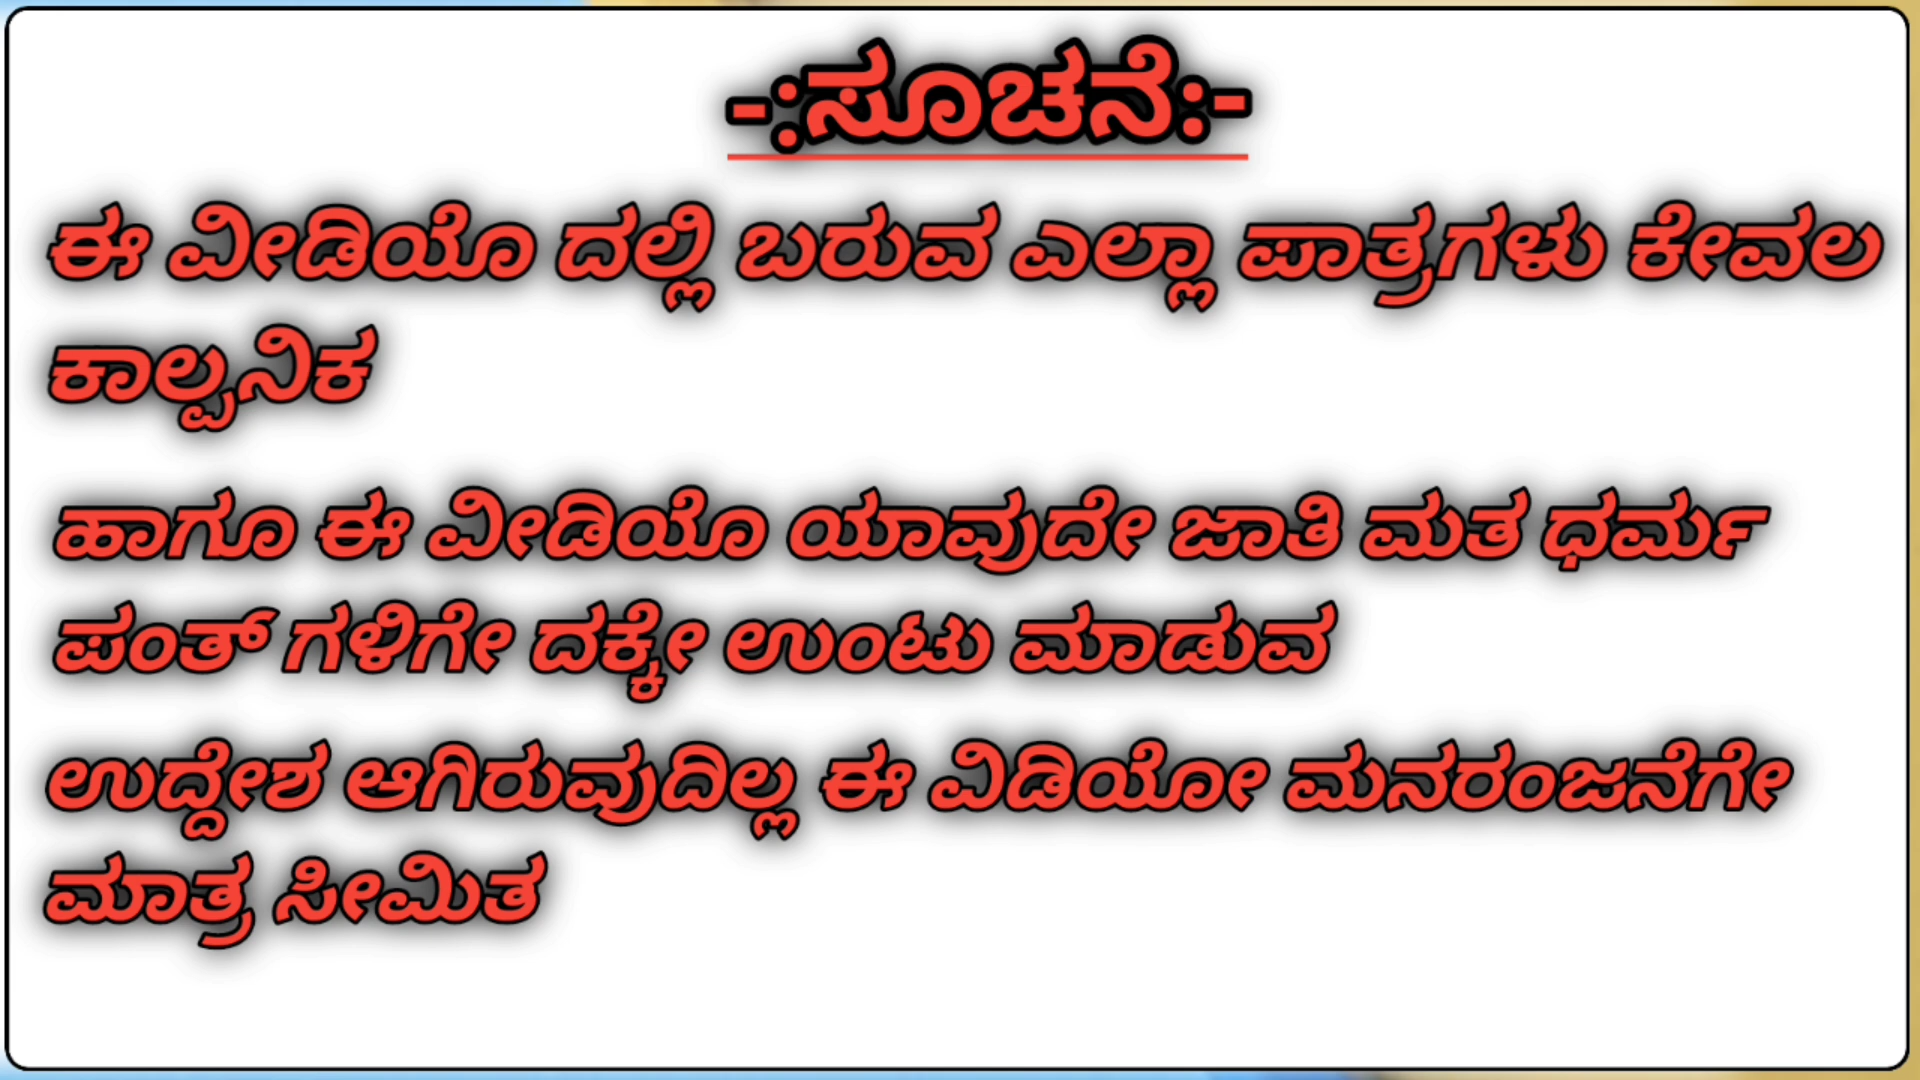 -:ಸೂಚನೆ:-
ಈ ವೀಡಿಯೊ ದಲ್ಲಿ ಬರುವ ಎಲ್ಲಾ ಪಾತ್ರಗಳು ಕೇವಲ
ಕಾಲ್ಪನಿಕ
ಹಾಗೂ ಈ ವೀಡಿಯೊ ಯಾವುದೇ ಜಾತಿ ಮತ ಧರ್ಮ
ಪಂತ್ ಗಳಿಗೇ ದಕ್ಕೇ ಉಂಟು ಮಾಡುವ
ಉದ್ದೇಶ ಆಗಿರುವುದಿಲ್ಲ ಈ ವಿಡಿಯೋ ಮನರಂಜನೆಗೇ
ಮಾತ್ರ ಸೀಮಿತ